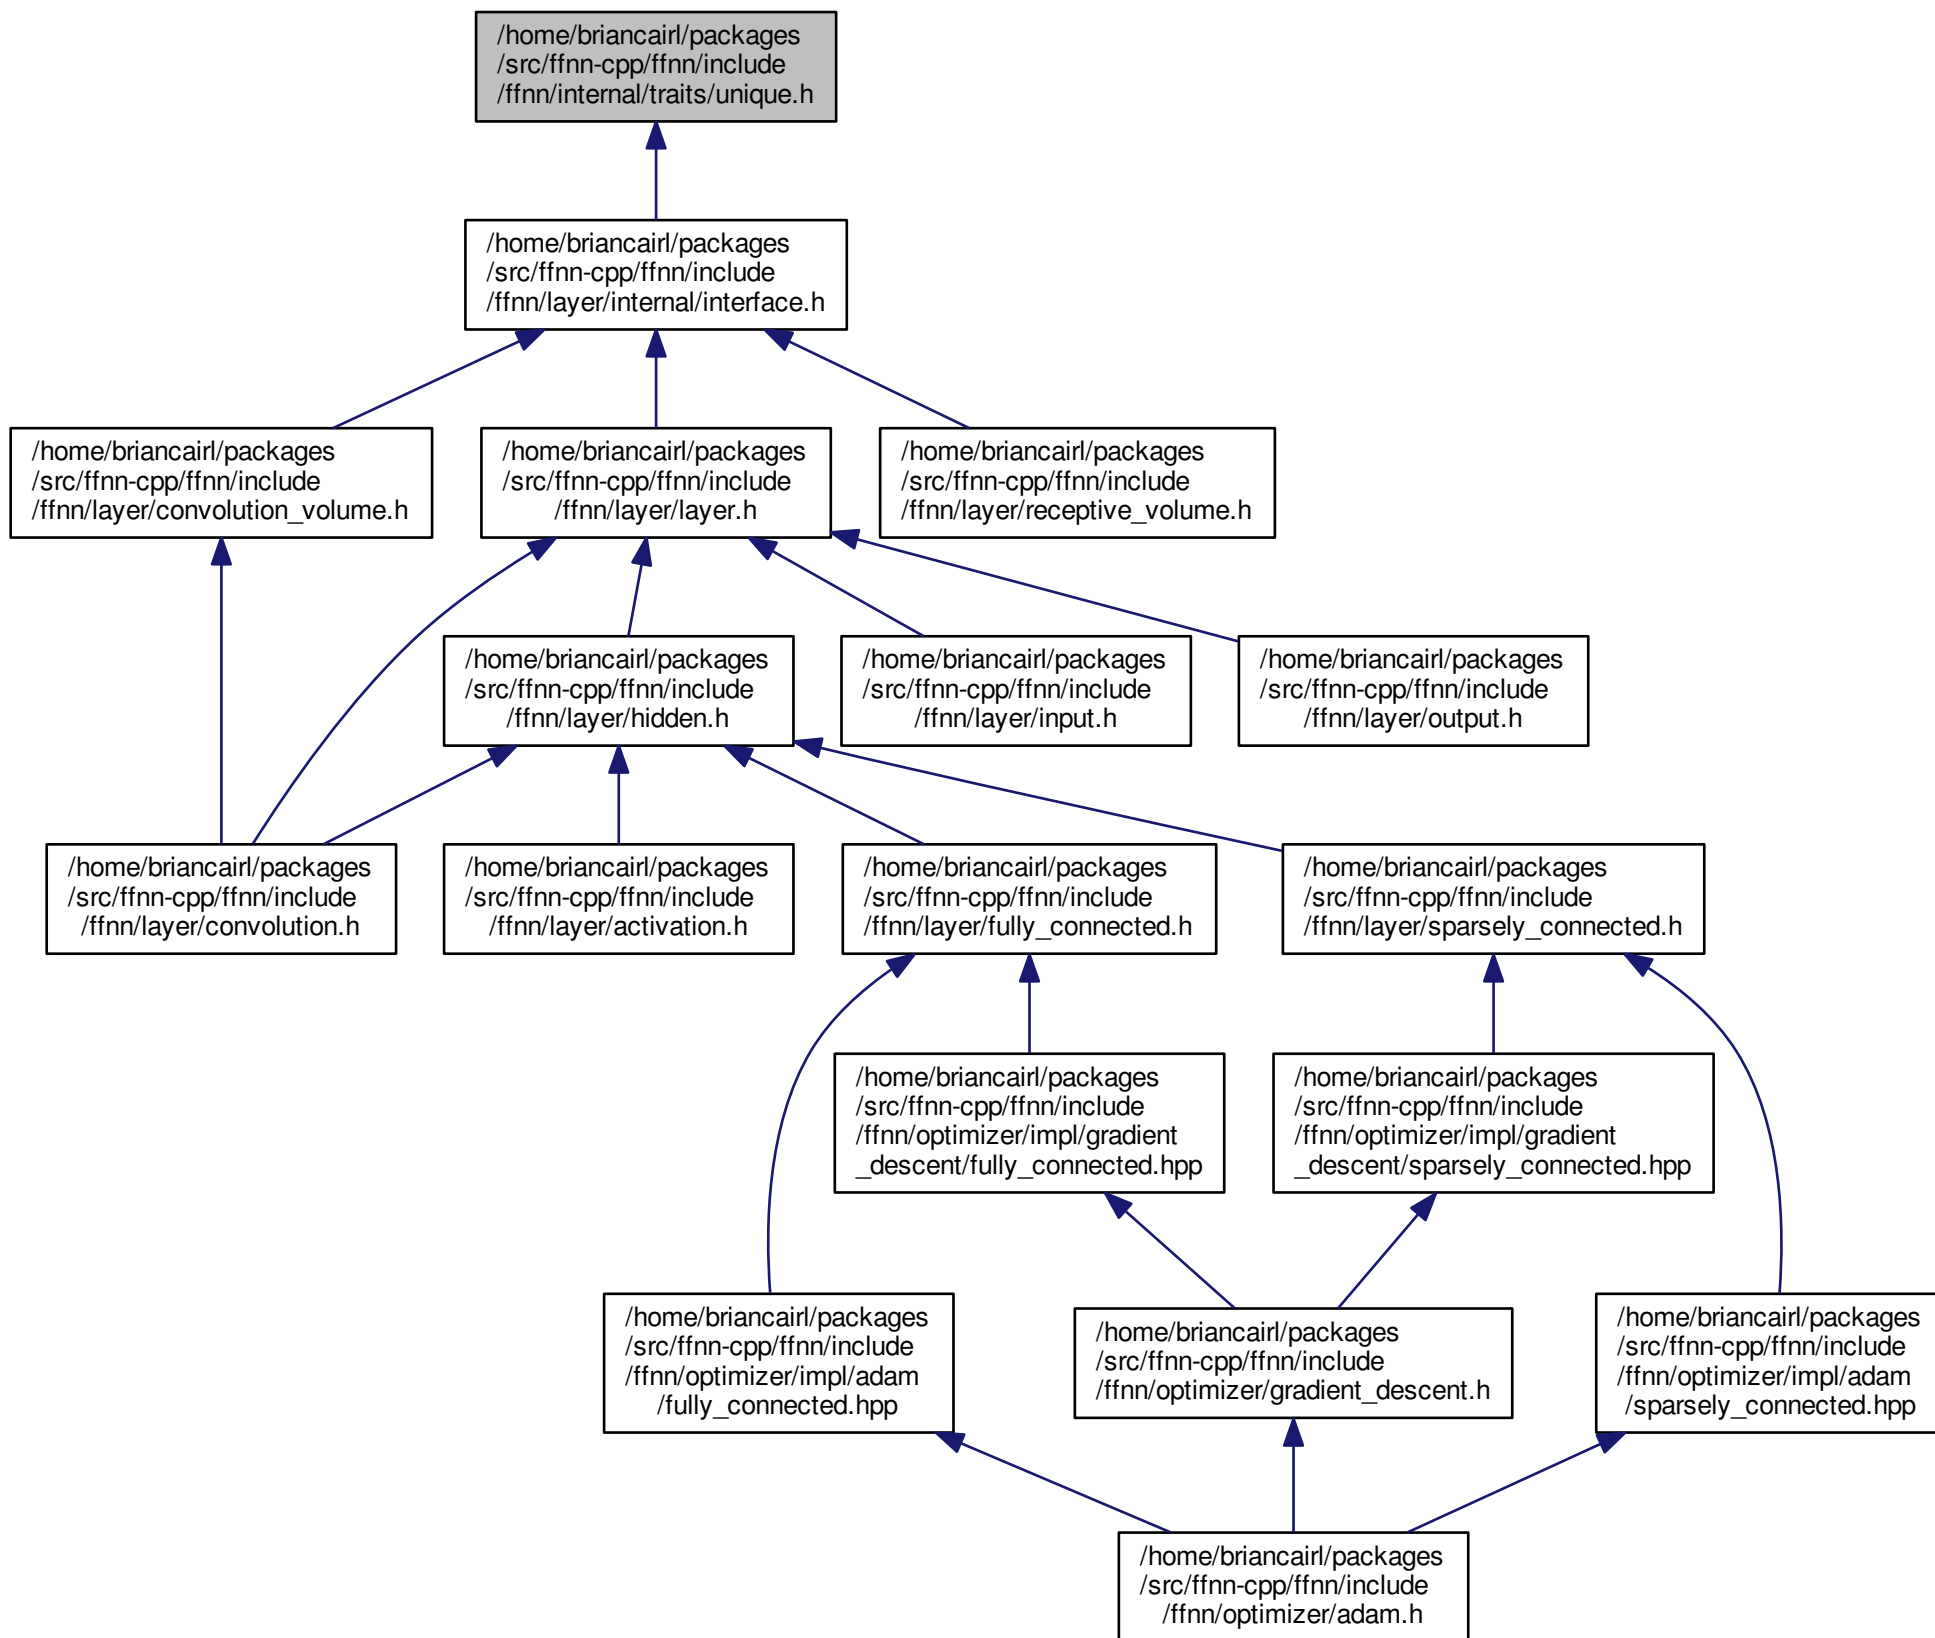 /home/briancairl/packages
/src/ffnn-cpp/ffnn/include
/ffnn/internal/traits/unique.h
/home/briancairl/packages
/src/ffnn-cpp/ffnn/include
/ffnn/layer/internal/interface.h
/home/briancairl/packages
/src/ffnn-cpp/ffnn/include
/ffnn/layer/convolution_volume.h
/home/briancairl/packages
/src/ffnn-cpp/ffnn/include
/ffnn/layer/layer.h
/home/briancairl/packages
/src/ffnn-cpp/ffnn/include
/ffnn/layer/receptive_volume.h
/home/briancairl/packages
/src/ffnn-cpp/ffnn/include
/ffnn/layer/hidden.h
/home/briancairl/packages
/src/ffnn-cpp/ffnn/include
/ffnn/layer/input.h
/home/briancairl/packages
/src/ffnn-cpp/ffnn/include
/ffnn/layer/output.h
/home/briancairl/packages
/src/ffnn-cpp/ffnn/include
/ffnn/layer/convolution.h
/home/briancairl/packages
/src/ffnn-cpp/ffnn/include
/ffnn/layer/activation.h
/home/briancairl/packages
/src/ffnn-cpp/ffnn/include
/ffnn/layer/fully_connected.h
/home/briancairl/packages
/src/ffnn-cpp/ffnn/include
/ffnn/layer/sparsely_connected.h
/home/briancairl/packages
/src/ffnn-cpp/ffnn/include
/ffnn/optimizer/impl/gradient
_descent/fully_connected.hpp
/home/briancairl/packages
/src/ffnn-cpp/ffnn/include
/ffnn/optimizer/impl/gradient
_descent/sparsely_connected.hpp
/home/briancairl/packages
/src/ffnn-cpp/ffnn/include
/ffnn/optimizer/impl/adam
/fully_connected.hpp
/home/briancairl/packages
/src/ffnn-cpp/ffnn/include
/ffnn/optimizer/gradient_descent.h
/home/briancairl/packages
/src/ffnn-cpp/ffnn/include
/ffnn/optimizer/impl/adam
/sparsely_connected.hpp
/home/briancairl/packages
/src/ffnn-cpp/ffnn/include
/ffnn/optimizer/adam.h